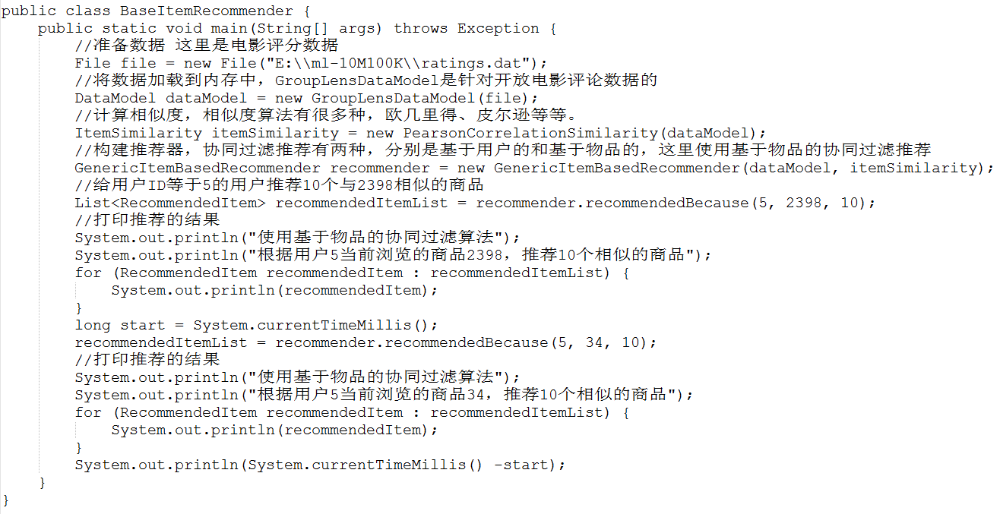 public class BaseItemRecommender {
    public static void main(String[] args) throws Exception {
        //准备数据 这里是电影评分数据
        File file = new File("E:\\ml-10M100K\\ratings.dat");
        //将数据加载到内存中，GroupLensDataModel是针对开放电影评论数据的
        DataModel dataModel = new GroupLensDataModel(file);
        //计算相似度，相似度算法有很多种，欧几里得、皮尔逊等等。
        ItemSimilarity itemSimilarity = new PearsonCorrelationSimilarity(dataModel);
        //构建推荐器，协同过滤推荐有两种，分别是基于用户的和基于物品的，这里使用基于物品的协同过滤推荐
        GenericItemBasedRecommender recommender = new GenericItemBasedRecommender(dataModel, itemSimilarity);
        //给用户ID等于5的用户推荐10个与2398相似的商品
        List<RecommendedItem> recommendedItemList = recommender.recommendedBecause(5, 2398, 10);
        //打印推荐的结果
        System.out.println("使用基于物品的协同过滤算法");
        System.out.println("根据用户5当前浏览的商品2398，推荐10个相似的商品");
        for (RecommendedItem recommendedItem : recommendedItemList) {
            System.out.println(recommendedItem);
        }
        long start = System.currentTimeMillis();
        recommendedItemList = recommender.recommendedBecause(5, 34, 10);
        //打印推荐的结果
        System.out.println("使用基于物品的协同过滤算法");
        System.out.println("根据用户5当前浏览的商品34，推荐10个相似的商品");
        for (RecommendedItem recommendedItem : recommendedItemList) {
            System.out.println(recommendedItem);
        }
        System.out.println(System.currentTimeMillis() -start);
    }
}